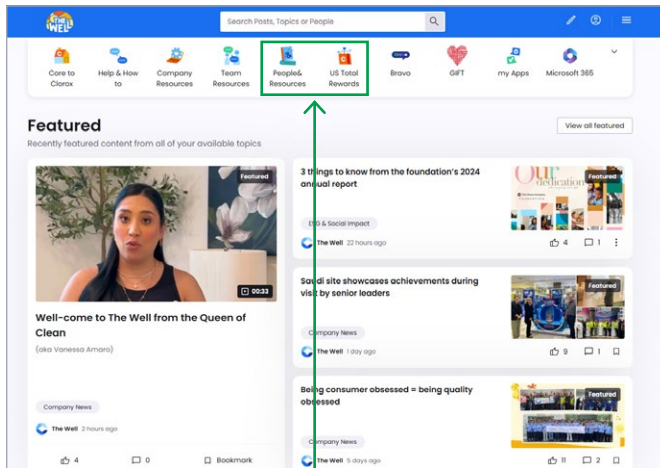 THE
WELL
Search Posts, Topics or People
Core to
Clorox
Help & How
to
Company
Resources
Team
Resources
People&
Resources
US Total
Rewards
Bravo
GIFT
my Apps
Microsoft 365
Featured
Recently featured content from all of your available topics
View all featured
Featured
00:33
Well-come to The Well from the Queen of
Clean
(aka Vanessa Amaro)
Company News
The Well 2 hours ago
4
0
Bookmark
3 things to know from the foundation's 2024
annual report
Our
dedication
Featured
ESG & Social Impact
The Well 22 hours ago
4
1
Saudi site showcases achievements during
visit by senior leaders
Featured
Company News
The Well 1 day ago
9
1
Being consumer obsessed = being quality
obsessed
Featured
Company News
The Well 5 days ago
11
2